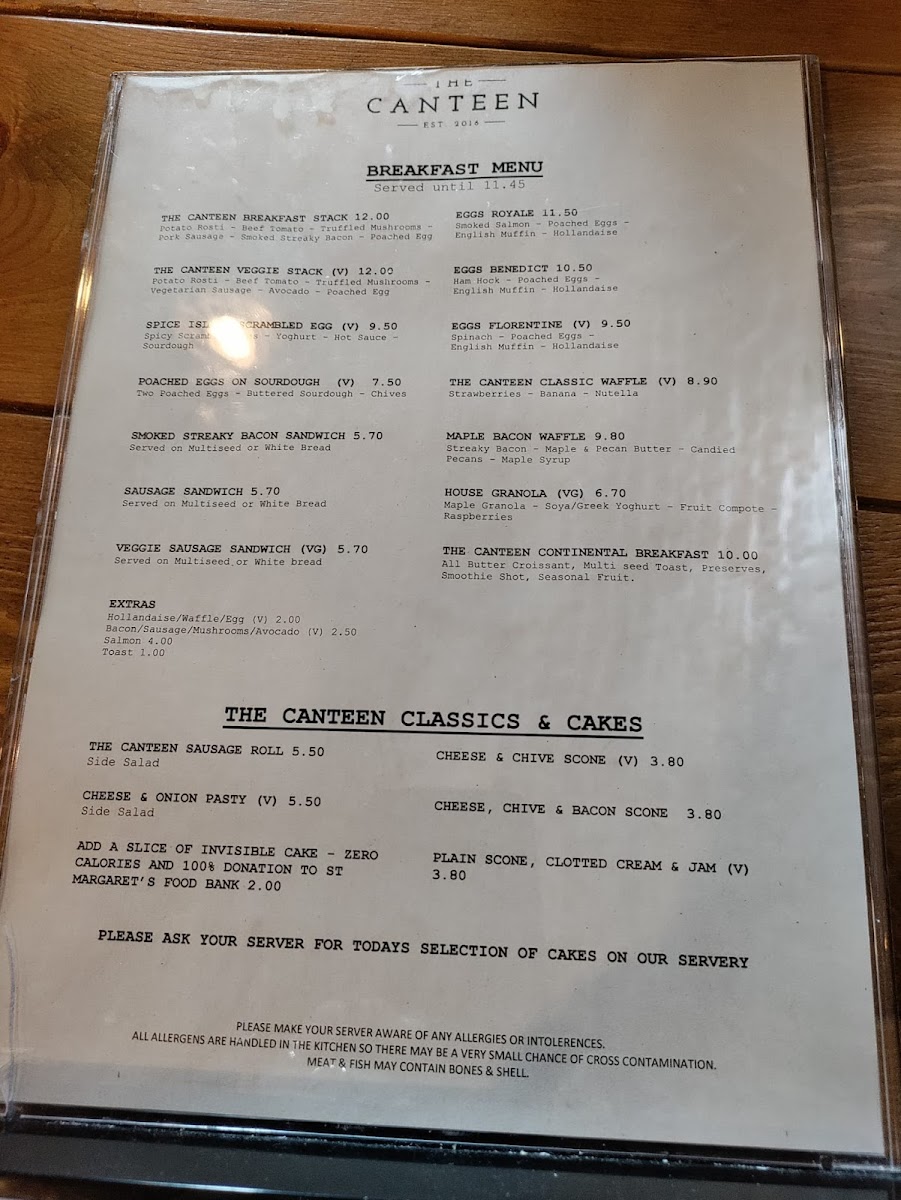 THE
CANTEEN
EST. 2016
BREAKFAST MENU
Served until 11.45
THE CANTEEN BREAKFAST STACK 12.00
Potato Rosti - Beef Tomato - Truffled Mushrooms -
Pork Sausage - Smoked Streaky Bacon - Poached Egg
THE CANTEEN VEGGIE STACK (V) 12.00
Potato Rosti - Beef Tomato - Truffled Mushrooms -
Vegetarian Sausage - Avocado - Poached Egg
SPICE SCRAMBLED EGG (V) 9.50
Spicy - Yoghurt - Hot Sauce -
Sourdough
POACHED EGGS ON SOURDOUGH (V) 7.50
Two Poached Eggs - Buttered Sourdough - Chives
SMOKED STREAKY BACON SANDWICH 5.70
Served on Multiseed or White Bread
SAUSAGE SANDWICH 5.70
Served on Multiseed or White Bread
VEGGIE SAUSAGE SANDWICH (VG) 5.70
Served on Multiseed or White bread
EXTRAS
Hollandaise/Waffle/Egg (V) 2.00
Bacon/Sausage/Mushrooms/Avocado (V) 2.50
Salmon 4.00
Toast 1.00
EGGS ROYALE 11.50
Smoked Salmon - Poached Eggs -
English Muffin - Hollandaise
EGGS BENEDICT 10.50
Ham Hock - Poached Eggs -
English Muffin - Hollandaise
EGGS FLORENTINE (V) 9.50
Spinach - Poached Eggs -
English Muffin - Hollandaise
THE CANTEEN CLASSIC WAFFLE (V) 8.90
Strawberries - Banana - Nutella
MAPLE BACON WAFFLE 9.80
Streaky Bacon - Maple & Pecan Butter - Candied
Pecans - Maple Syrup
HOUSE GRANOLA (VG) 6.70
Maple Granola - Soya/Greek Yoghurt - Fruit Compote -
Raspberries
THE CANTEEN CONTINENTAL BREAKFAST 10.00
All Butter Croissant, Multi seed Toast, Preserves,
Smoothie Shot, Seasonal Fruit.
THE CANTEEN CLASSICS & CAKES
THE CANTEEN SAUSAGE ROLL 5.50
Side Salad
CHEESE & ONION PASTY (V) 5.50
Side Salad
ADD A SLICE OF INVISIBLE CAKE - ZERO
CALORIES AND 100% DONATION TO ST
MARGARET'S FOOD BANK 2.00
CHEESE & CHIVE SCONE (V) 3.80
CHEESE, CHIVE & BACON SCONE 3.80
PLAIN SCONE, CLOTTED CREAM & JAM (V)
3.80
PLEASE ASK YOUR SERVER FOR TODAYS SELECTION OF CAKES ON OUR SERVERY
PLEASE MAKE YOUR SERVER AWARE OF ANY ALLERGIES OR INTOLERENCES.
ALL ALLERGENS ARE HANDLED IN THE KITCHEN SO THERE MAY BE A VERY SMALL CHANCE OF CROSS CONTAMINATION.
MEAT & FISH MAY CONTAIN BONES & SHELL.